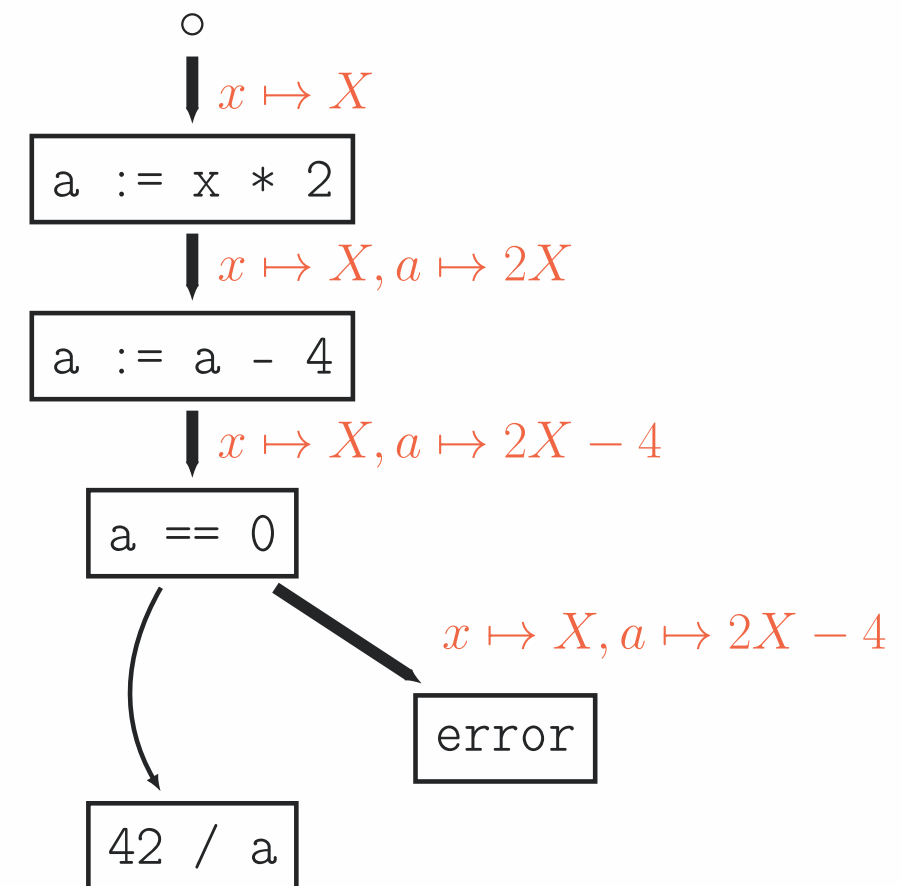 x ↦ X
a := x * 2
x ↦ X, a ↦ 2X
a := a - 4
x ↦ X, a ↦ 2X − 4
a == 0
x ↦ X, a ↦ 2X − 4
error
42 / a